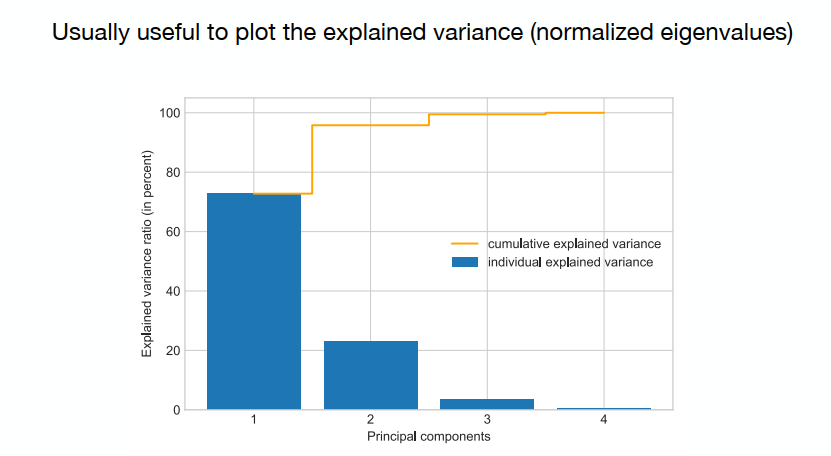 Usually useful to plot the explained variance (normalized eigenvalues)
100
80
60
40
20
0
Explained variance ratio (in percent)
cumulative explained variance
individual explained variance
1 2 3 4
Principal components